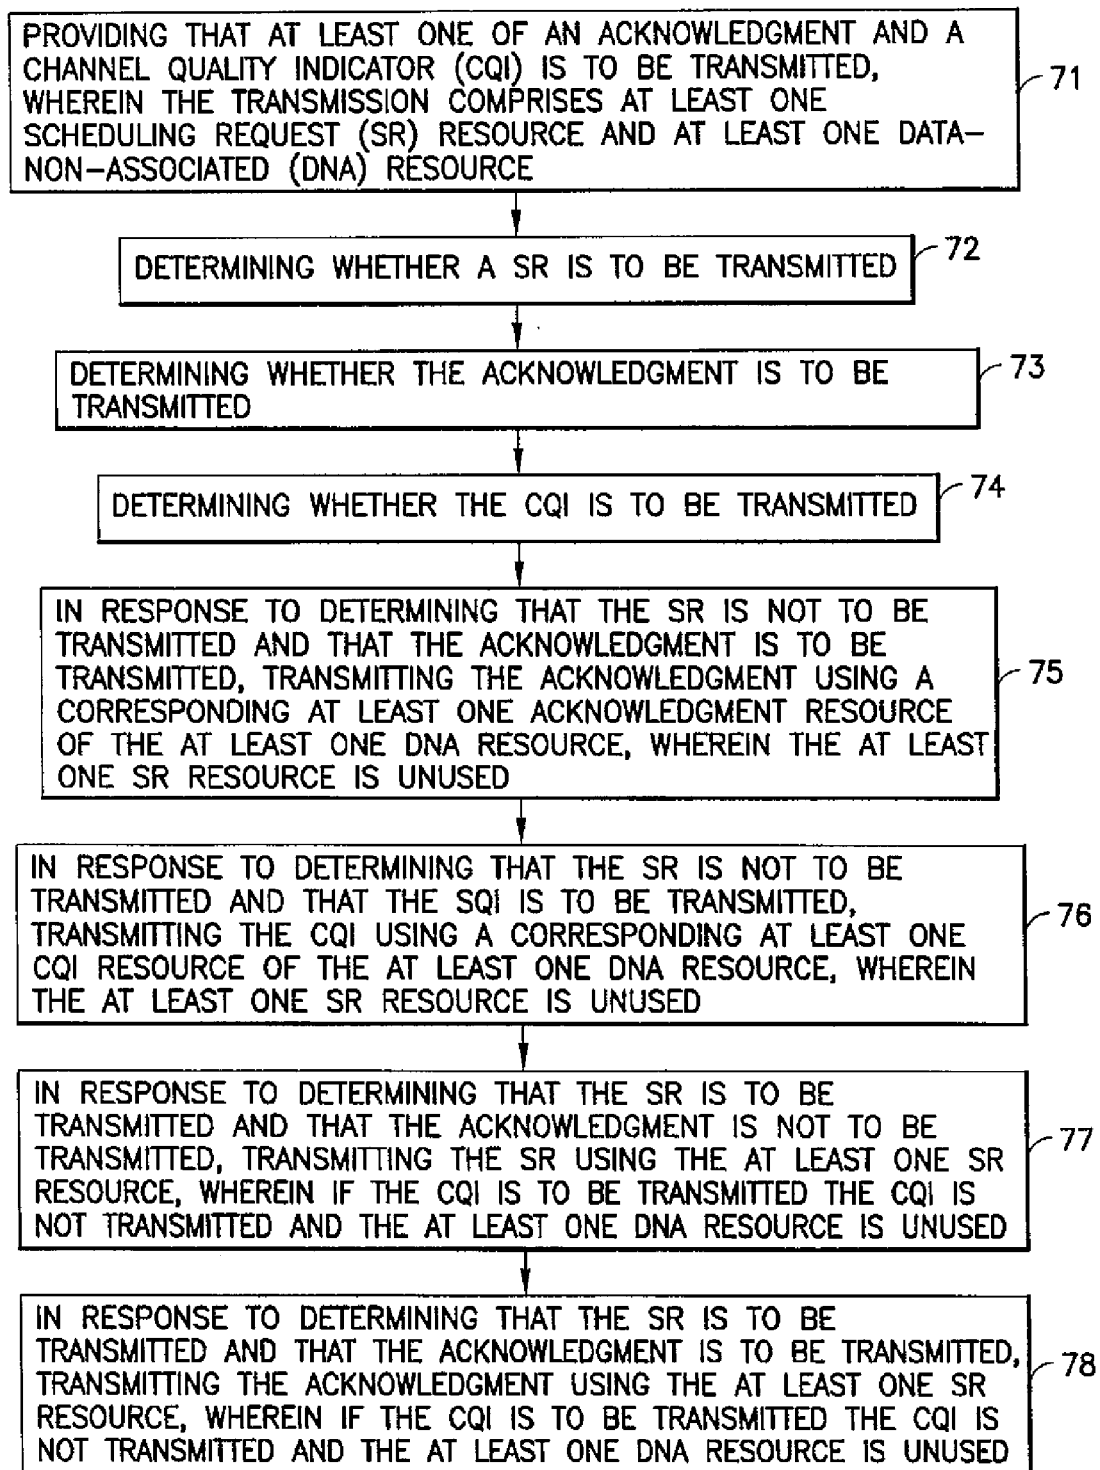 PROVIDING THAT AT LEAST ONE OF AN ACKNOWLEDGMENT AND A
CHANNEL QUALITY INDICATOR (CQI) IS TO BE TRANSMITTED,
WHEREIN THE TRANSMISSION COMPRISES AT LEAST ONE
SCHEDULING REQUEST (SR) RESOURCE AND AT LEAST ONE DATA-
NON-ASSOCIATED (DNA) RESOURCE
71
DETERMINING WHETHER A SR IS TO BE TRANSMITTED
72
DETERMINING WHETHER THE ACKNOWLEDGMENT IS TO BE
TRANSMITTED
73
DETERMINING WHETHER THE CQI IS TO BE TRANSMITTED
74
IN RESPONSE TO DETERMINING THAT THE SR IS NOT TO BE
TRANSMITTED AND THAT THE ACKNOWLEDGMENT IS TO BE
TRANSMITTED, TRANSMITTING THE ACKNOWLEDGMENT USING A
CORRESPONDING AT LEAST ONE ACKNOWLEDGMENT RESOURCE
OF THE AT LEAST ONE DNA RESOURCE, WHEREIN THE AT LEAST
ONE SR RESOURCE IS UNUSED
75
IN RESPONSE TO DETERMINING THAT THE SR IS NOT TO BE
TRANSMITTED AND THAT THE SQI IS TO BE TRANSMITTED,
TRANSMITTING THE CQI USING A CORRESPONDING AT LEAST ONE
CQI RESOURCE OF THE AT LEAST ONE DNA RESOURCE, WHEREIN
THE AT LEAST ONE SR RESOURCE IS UNUSED
76
IN RESPONSE TO DETERMINING THAT THE SR IS TO BE
TRANSMITTED AND THAT THE ACKNOWLEDGMENT IS NOT TO BE
TRANSMITTED, TRANSMITTING THE SR USING THE AT LEAST ONE SR
RESOURCE, WHEREIN IF THE CQI IS TO BE TRANSMITTED THE CQI IS
NOT TRANSMITTED AND THE AT LEAST ONE DNA RESOURCE IS UNUSED
77
IN RESPONSE TO DETERMINING THAT THE SR IS TO BE
TRANSMITTED AND THAT THE ACKNOWLEDGMENT IS TO BE TRANSMITTED,
TRANSMITTING THE ACKNOWLEDGMENT USING THE AT LEAST ONE SR
RESOURCE, WHEREIN IF THE CQI IS TO BE TRANSMITTED THE CQI IS
NOT TRANSMITTED AND THE AT LEAST ONE DNA RESOURCE IS UNUSED
78